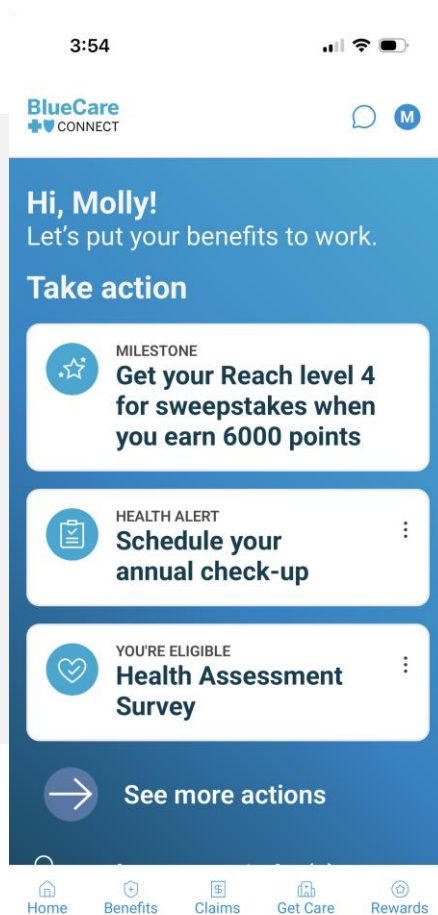 3:54
BlueCare
CONNECT
M
Hi, Molly!
Let's put your benefits to work.
Take action
MILESTONE
Get your Reach level 4
for sweepstakes when
you earn 6000 points
HEALTH ALERT
Schedule your
annual check-up
YOU'RE ELIGIBLE
Health Assessment
Survey
See more actions
Home Benefits Claims Get Care Rewards